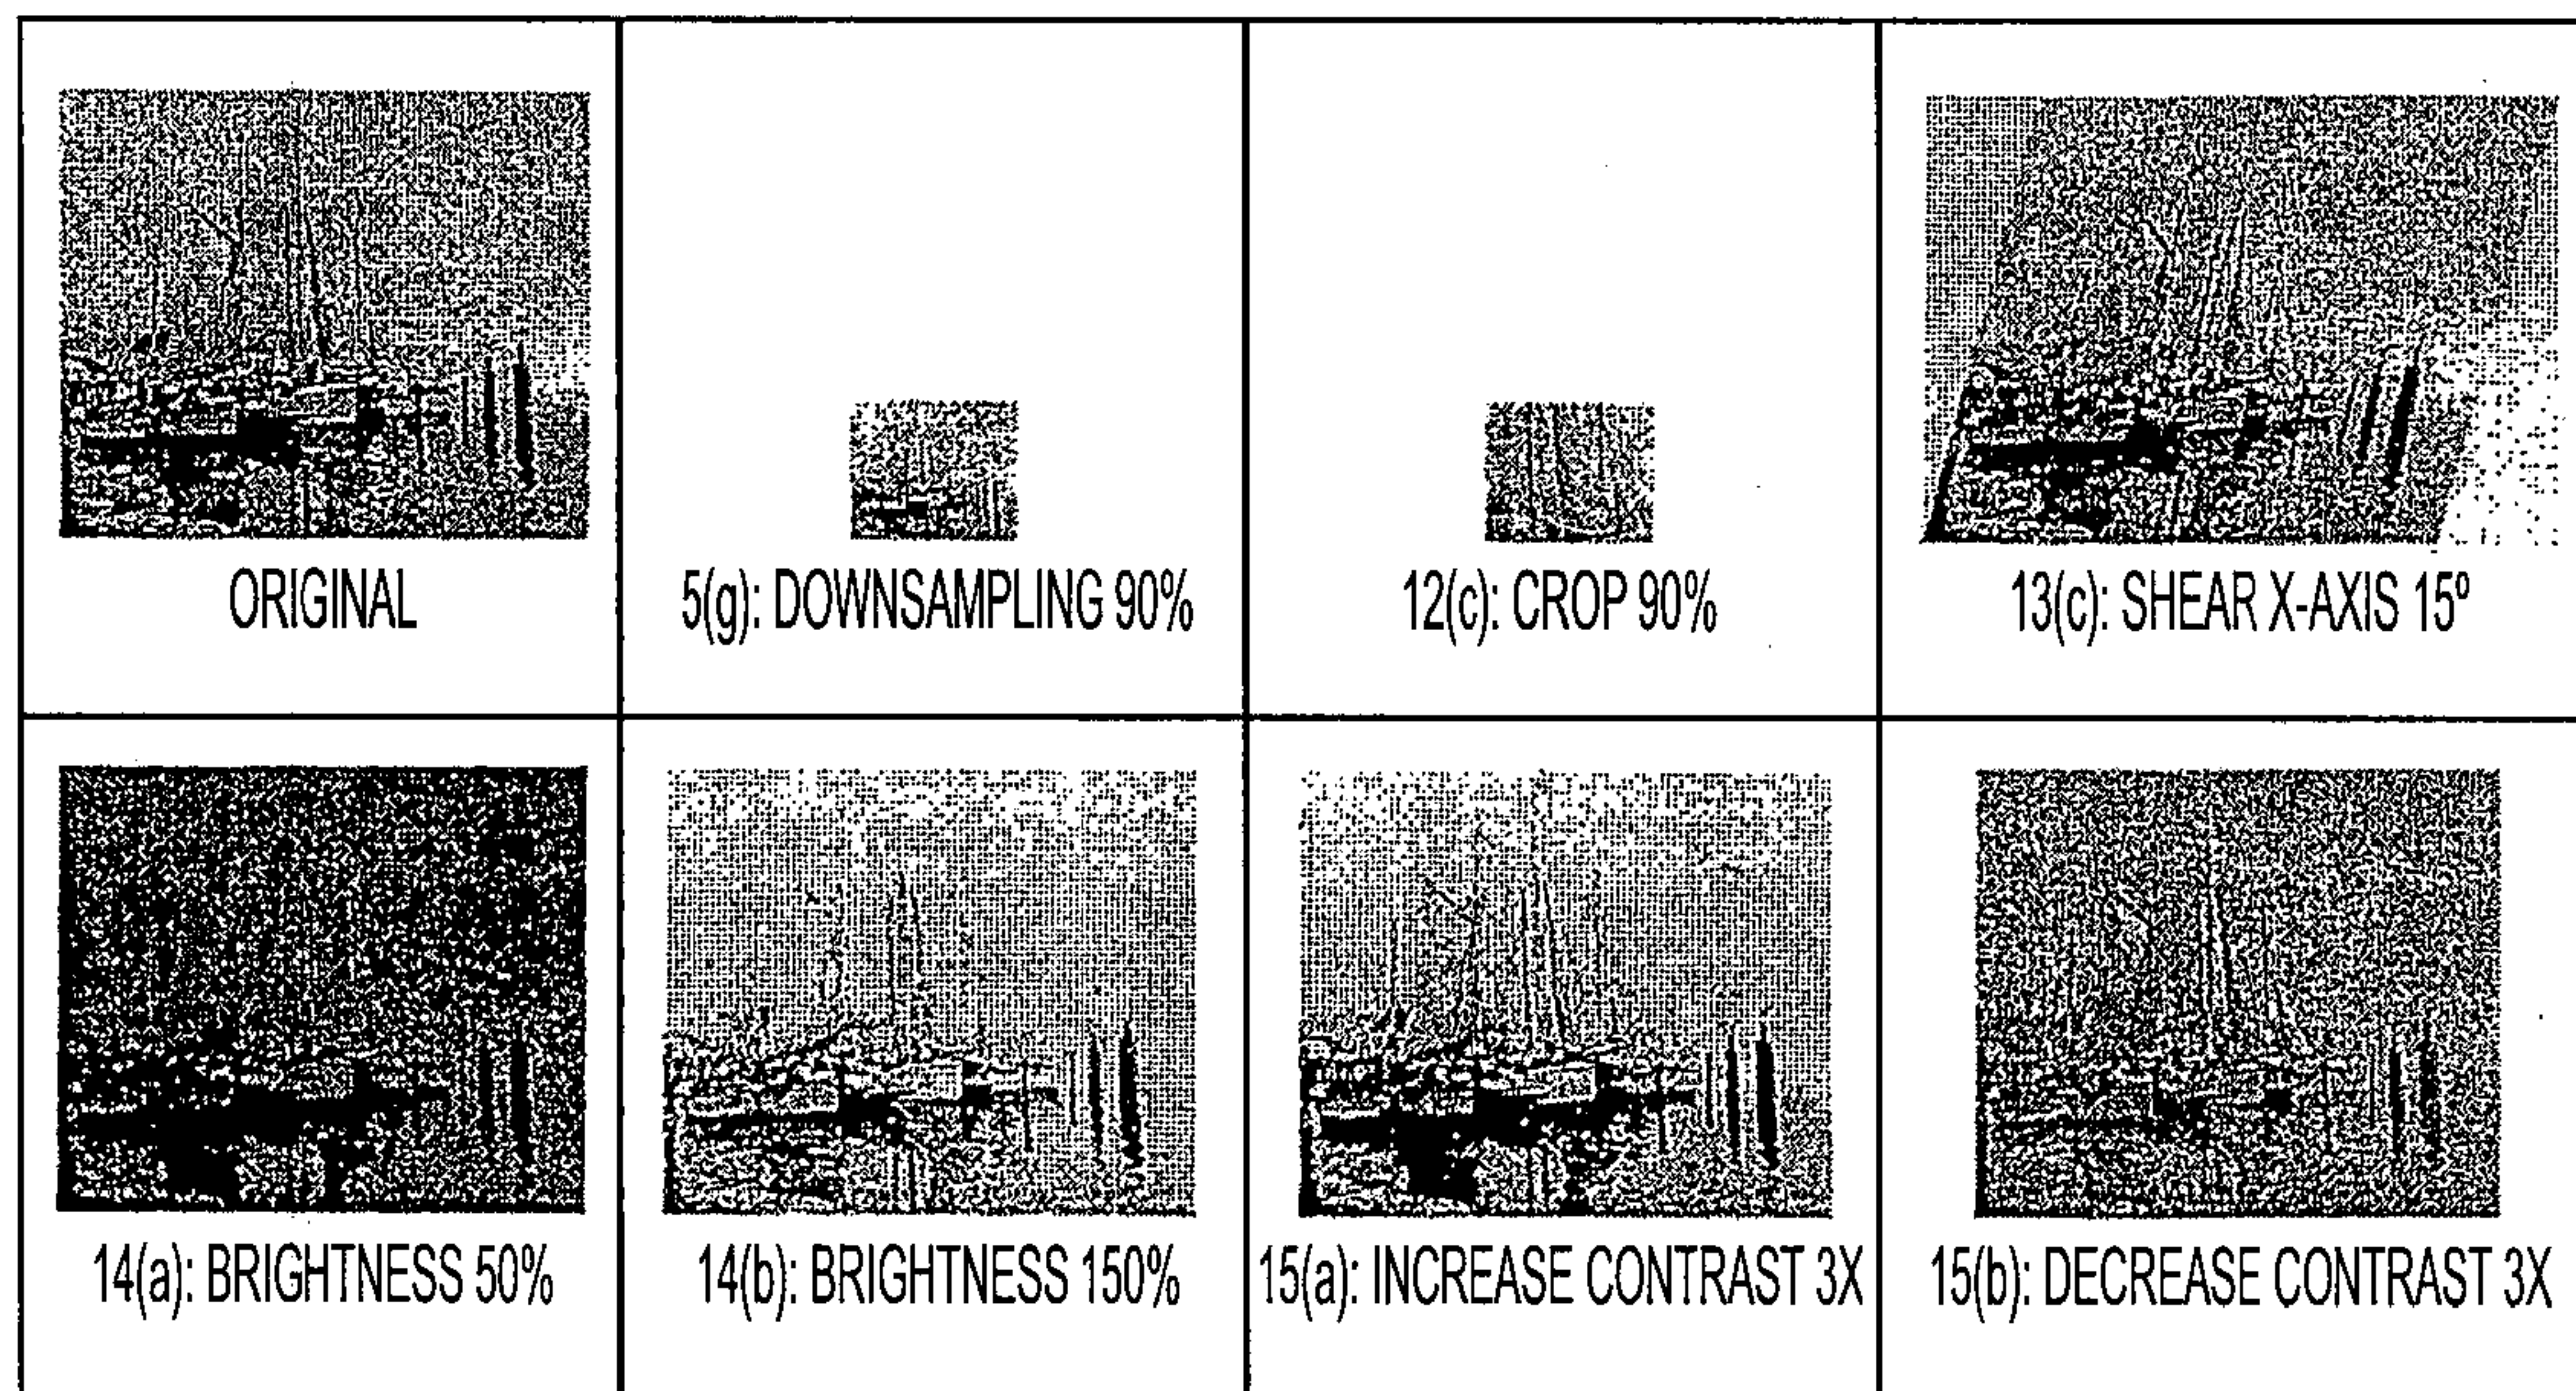 ORIGINAL
5(g): DOWNSAMPLING 90%
12(c): CROP 90%
13(c): SHEAR X-AXIS 15º
14(a): BRIGHTNESS 50%
14(b): BRIGHTNESS 150%
15(a): INCREASE CONTRAST 3X
15(b): DECREASE CONTRAST 3X